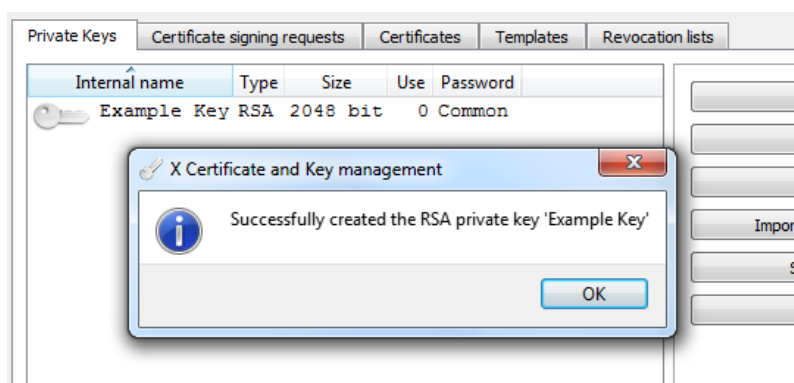 Private Keys Certificate signing requests Certificates Templates Revocation lists
Internal name Type Size Use Password
Example Key RSA 2048 bit 0 Common
X Certificate and Key management
Successfully created the RSA private key 'Example Key'
OK